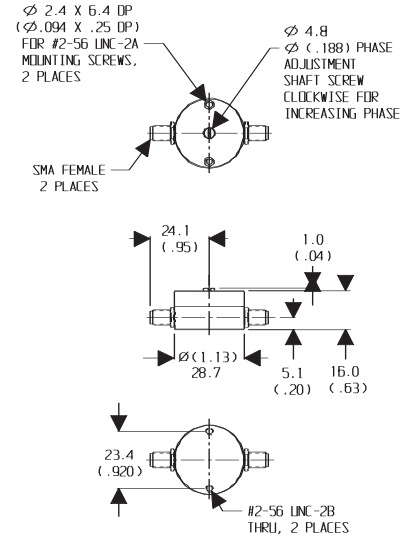 Ø 2.4 X 6.4 DP
(Ø.094 X .25 DP)
FOR #2-56 UNC-2A
MOUNTING SCREWS,
2 PLACES
Ø 4.8
Ø (.188) PHASE
ADJUSTMENT
SHAFT SCREW
CLOCKWISE FOR
INCREASING PHASE
SMA FEMALE
2 PLACES
24.1
(.95)
1.0
(.04)
Ø(1.13)
28.7
5.1
(.20)
16.0
(.63)
23.4
(.920)
#2-56 UNC-2B
THRU, 2 PLACES